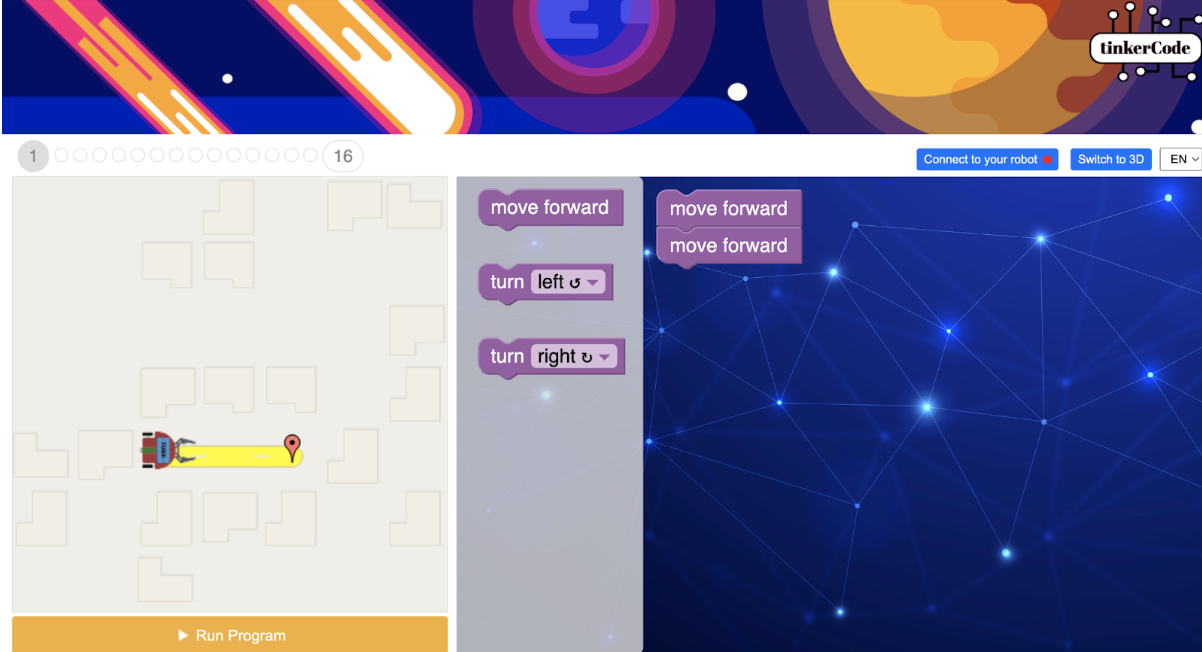 tinkerCode
1
16
Connect to your robot
Switch to 3D
EN
move forward
turn left ↺
turn right ↻
move forward
move forward
Run Program